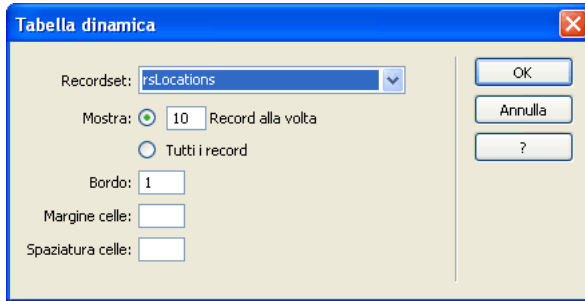 Tabella dinamica
Recordset: rsLocations
OK
Mostra: 10 Record alla volta
Annulla
Tutti i record
?
Bordo: 1
Margine celle:
Spaziatura celle: